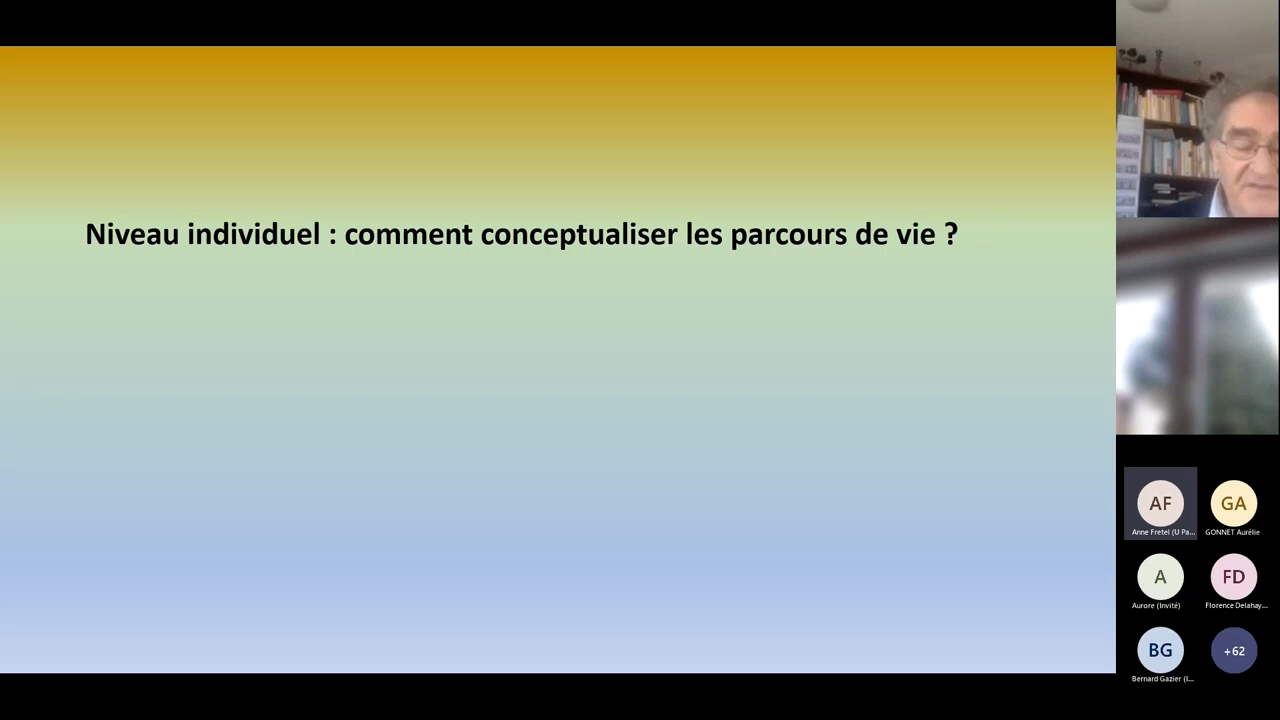 Niveau individuel : comment conceptualiser les parcours de vie ?
AF
GA
Anne Fretel (U Pa...
GONNET Aurélie
A
FD
Aurore (Invité)
Florence Delahay...
BG
+62
Bernard Gazier (I...